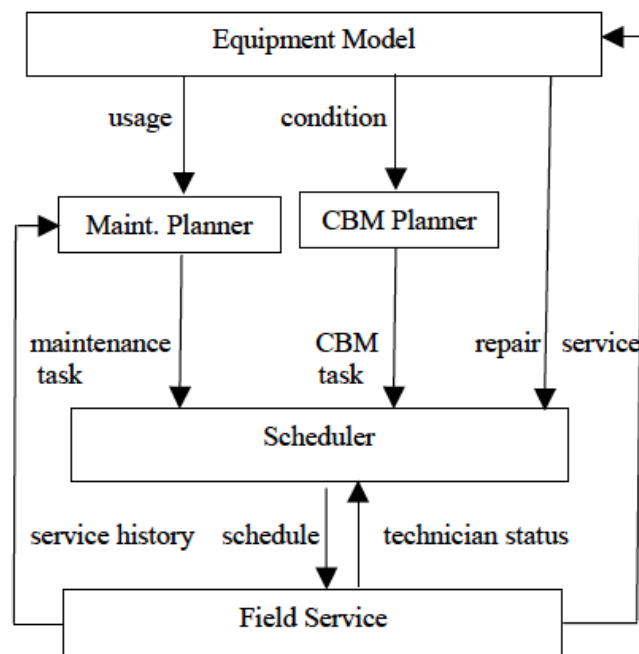 Equipment Model
usage
condition
Maint. Planner
CBM Planner
maintenance
task
CBM
task
repair
service
Scheduler
service history
schedule
technician status
Field Service